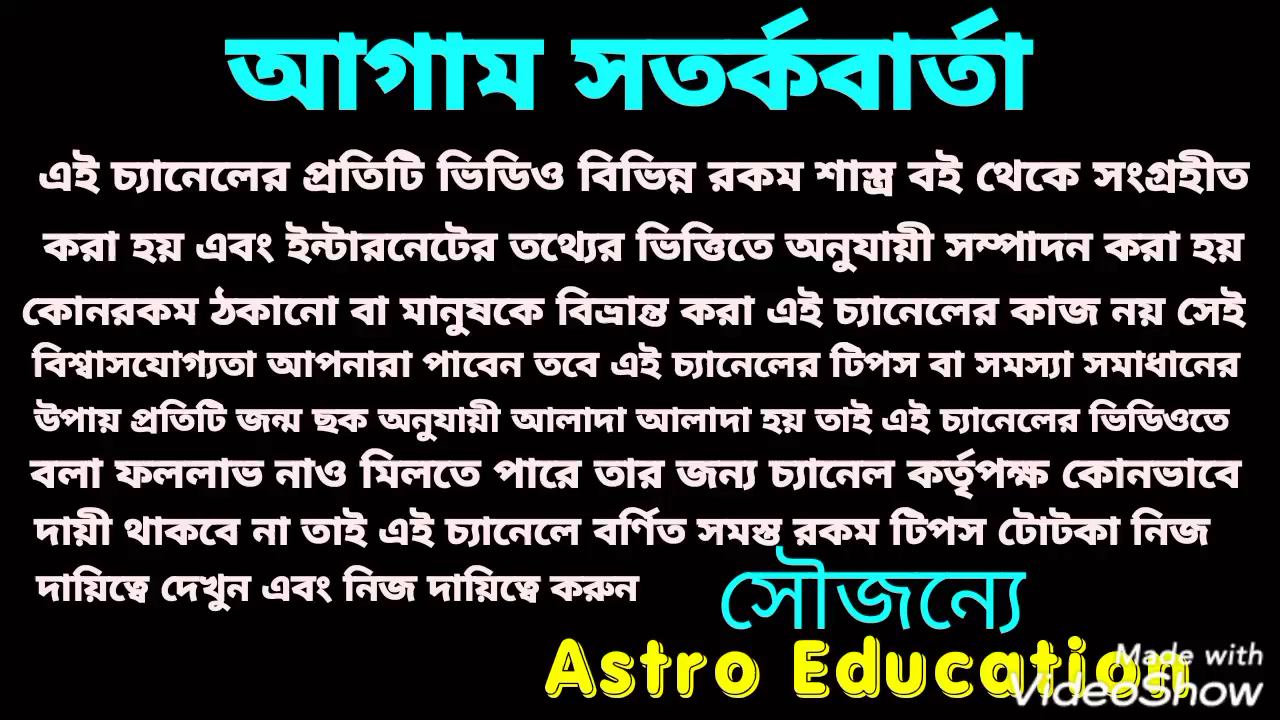 আগাম সতর্কবার্তা
এই চ্যানেলের প্রতিটি ভিডিও বিভিন্ন রকম শাস্ত্র বই থেকে সংগ্রহীত
করা হয় এবং ইন্টারনেটের তথ্যের ভিত্তিতে অনুযায়ী সম্পাদন করা হয়
কোনরকম ঠকানো বা মানুষকে বিভ্রান্ত করা এই চ্যানেলের কাজ নয় সেই
বিশ্বাসযোগ্যতা আপনারা পাবেন তবে এই চ্যানেলের টিপস বা সমস্যা সমাধানের
উপায় প্রতিটি জন্ম ছক অনুযায়ী আলাদা আলাদা হয় তাই এই চ্যানেলের ভিডিওতে
বলা ফললাভ নাও মিলতে পারে তার জন্য চ্যানেল কর্তৃপক্ষ কোনভাবে
দায়ী থাকবে না তাই এই চ্যানেলে বর্ণিত সমস্ত রকম টিপস টোটকা নিজ
দায়িত্বে দেখুন এবং নিজ দায়িত্বে করুন
সৌজন্যে
Astro Education
Made with
VideoShow